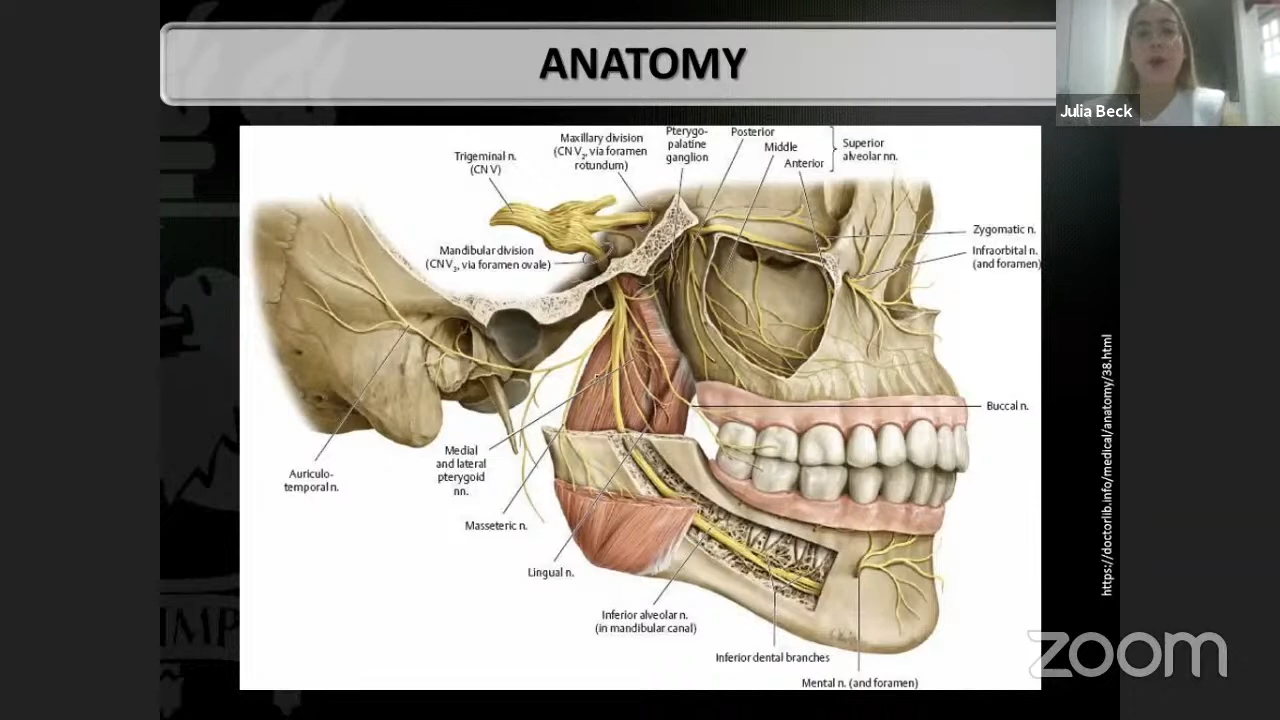 ANATOMY
Julia Beck
Maxillary division
(CN V2, via foramen
rotundum)
Pterygo-
palatine
ganglion
Posterior
Middle
Anterior
Superior
alveolar nn.
Trigeminal n.
(CN V)
Zygomatic n.
Infraorbital n.
(and foramen)
Mandibular division
(CN V3, via foramen ovale)
Buccal n.
Auriculo-
temporal n.
Medial
and lateral
pterygoid
nn.
Masseteric n.
Lingual n.
Inferior alveolar n.
(in mandibular canal)
Inferior dental branches
Mental n. (and foramen)
https://doctorlib.info/medical/anatomy/38.html
zoom